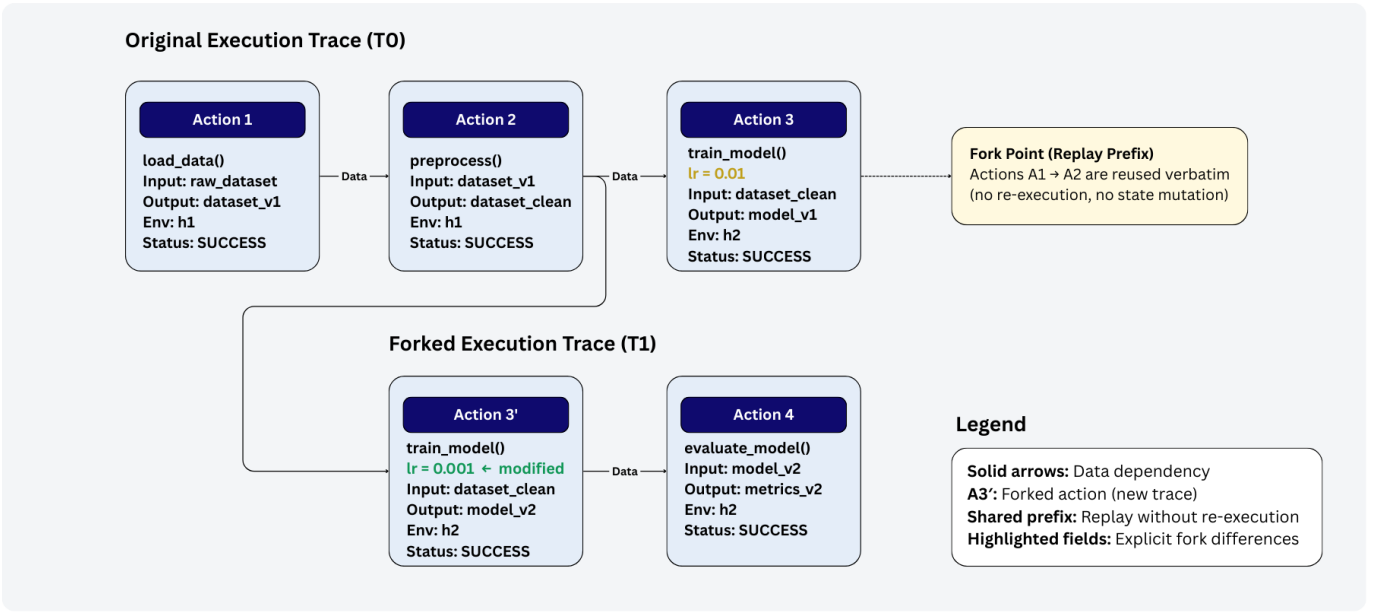 Original Execution Trace (T0)
Action 1
load_data()
Input: raw_dataset
Output: dataset_v1
Env: h1
Status: SUCCESS
Data
Action 2
preprocess()
Input: dataset_v1
Output: dataset_clean
Env: h1
Status: SUCCESS
Data
Action 3
train_model()
lr = 0.01
Input: dataset_clean
Output: model_v1
Env: h2
Status: SUCCESS
Fork Point (Replay Prefix)
Actions A1 → A2 are reused verbatim
(no re-execution, no state mutation)
Forked Execution Trace (T1)
Action 3'
train_model()
lr = 0.001 ← modified
Input: dataset_clean
Output: model_v2
Env: h2
Status: SUCCESS
Data
Action 4
evaluate_model()
Input: model_v2
Output: metrics_v2
Env: h2
Status: SUCCESS
Legend
Solid arrows: Data dependency
A3′: Forked action (new trace)
Shared prefix: Replay without re-execution
Highlighted fields: Explicit fork differences